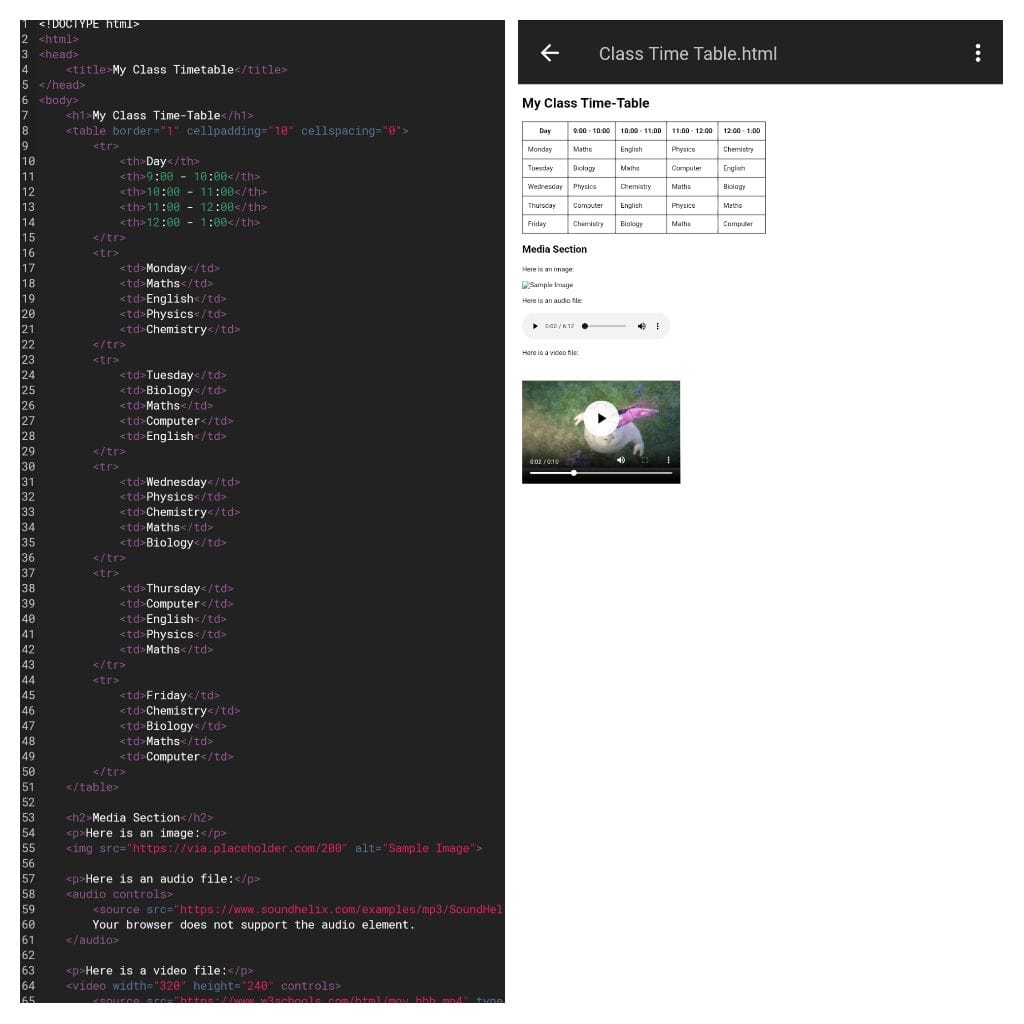 1 <!DOCTYPE html>
2 <html>
3 <head>
4 <title>My Class Timetable</title>
5 </head>
6 <body>
7 <h1>My Class Time-Table</h1>
8 <table border="1" cellpadding="10" cellspacing="0">
9 <tr>
10 <th>Day</th>
11 <th>9:00 - 10:00</th>
12 <th>10:00 - 11:00</th>
13 <th>11:00 - 12:00</th>
14 <th>12:00 - 1:00</th>
15 </tr>
16 <tr>
17 <td>Monday</td>
18 <td>Maths</td>
19 <td>English</td>
20 <td>Physics</td>
21 <td>Chemistry</td>
22 </tr>
23 <tr>
24 <td>Tuesday</td>
25 <td>Biology</td>
26 <td>Maths</td>
27 <td>Computer</td>
28 <td>English</td>
29 </tr>
30 <tr>
31 <td>Wednesday</td>
32 <td>Physics</td>
33 <td>Chemistry</td>
34 <td>Maths</td>
35 <td>Biology</td>
36 </tr>
37 <tr>
38 <td>Thursday</td>
39 <td>Computer</td>
40 <td>English</td>
41 <td>Physics</td>
42 <td>Maths</td>
43 </tr>
44 <tr>
45 <td>Friday</td>
46 <td>Chemistry</td>
47 <td>Biology</td>
48 <td>Maths</td>
49 <td>Computer</td>
50 </tr>
51 </table>
52
53 <h2>Media Section</h2>
54 <p>Here is an image:</p>
55 <img src="https://via.placeholder.com/200" alt="Sample Image">
56
57 <p>Here is an audio file:</p>
58 <audio controls>
59 <source src="https://www.soundhelix.com/examples/mp3/SoundHel
60 Your browser does not support the audio element.
61 </audio>
62
63 <p>Here is a video file:</p>
64 <video width="320" height="240" controls>
65 <source src="https://www.w3schools.com/html/mov_bbb.mp4" type
Class Time Table.html
My Class Time-Table
Day 9:00 - 10:00 10:00 - 11:00 11:00 - 12:00 12:00 - 1:00
Monday Maths English Physics Chemistry
Tuesday Biology Maths Computer English
Wednesday Physics Chemistry Maths Biology
Thursday Computer English Physics Maths
Friday Chemistry Biology Maths Computer
Media Section
Here is an image:
Sample Image
Here is an audio file:
0:00 / 6:12
Here is a video file:
0:02 / 0:10